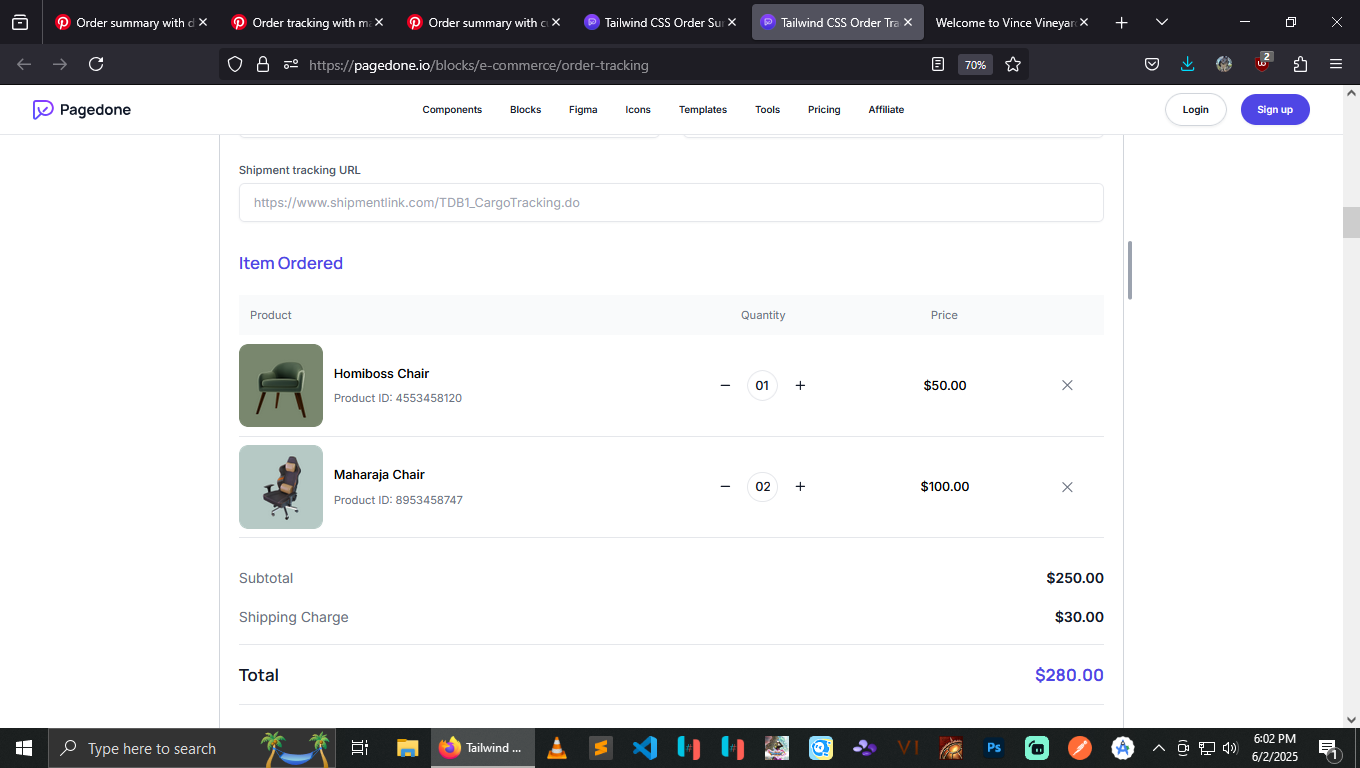 Order summary with d
Order tracking with ma
Order summary with c
Tailwind CSS Order Su
Tailwind CSS Order Tra
Welcome to Vince Vineyar
https://pagedone.io/blocks/e-commerce/order-tracking
70%
2
Pagedone
Components
Blocks
Figma
Icons
Templates
Tools
Pricing
Affiliate
Login
Sign up
Shipment tracking URL
https://www.shipmentlink.com/TDB1_CargoTracking.do
Item Ordered
Product Quantity Price
Homiboss Chair
Product ID: 4553458120
01
$50.00
Maharaja Chair
Product ID: 8953458747
02
$100.00
Subtotal $250.00
Shipping Charge $30.00
Total $280.00
Type here to search
Tailwind ...
Ps
6:02 PM
6/2/2025
1